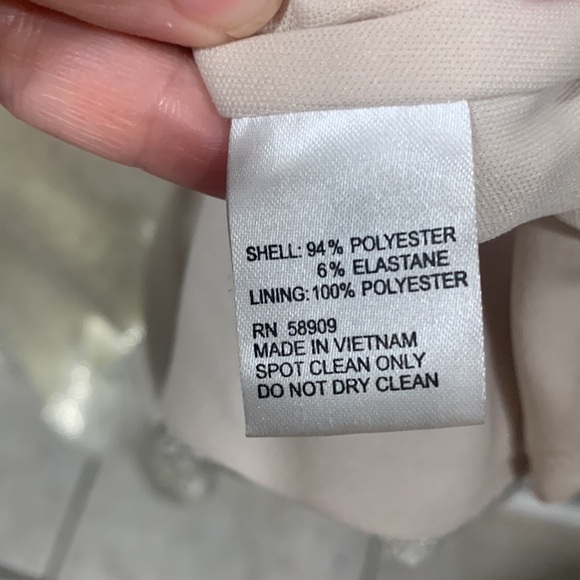 SHELL: 94% POLYESTER
6% ELASTANE
LINING: 100% POLYESTER
RN 58909
MADE IN VIETNAM
SPOT CLEAN ONLY
DO NOT DRY CLEAN